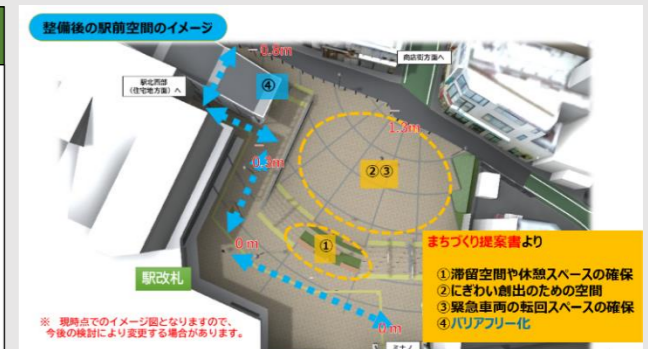 整備後の駅前空間のイメージ
-0.8m
商店街方面へ
駅北西部
(住宅地方面)へ
④
1.3m
②③
0m
①
駅改札
まちづくり提案書より
①滞留空間や休憩スペースの確保
②にぎわい創出のための空間
③緊急車両の転回スペースの確保
④バリアフリー化
※ 現時点でのイメージ図となりますので、
今後の検討により変更する場合があります。